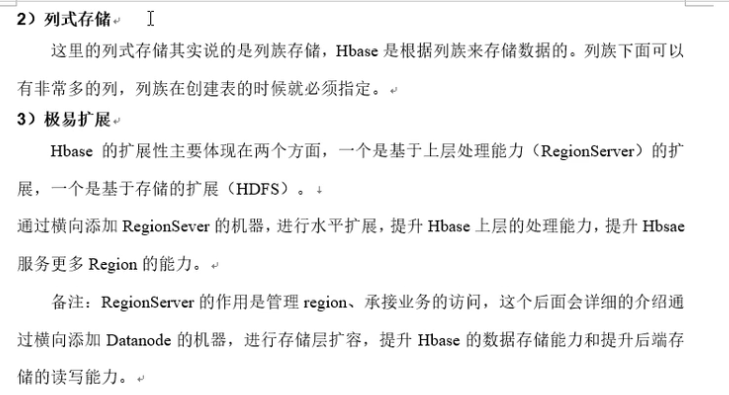 2）列式存储
这里的列式存储其实说的是列族存储，Hbase 是根据列族来存储数据的。列族下面可以
有非常多的列，列族在创建表的时候就必须指定。
3）极易扩展
Hbase 的扩展性主要体现在两个方面，一个是基于上层处理能力（RegionServer）的扩
展，一个是基于存储的扩展（HDFS）。
通过横向添加 RegionSever 的机器，进行水平扩展，提升 Hbase 上层的处理能力，提升 Hbsae
服务更多 Region 的能力。
备注：RegionServer 的作用是管理 region、承接业务的访问，这个后面会详细的介绍通
过横向添加 Datanode 的机器，进行存储层扩容，提升 Hbase 的数据存储能力和提升后端存
储的读写能力。